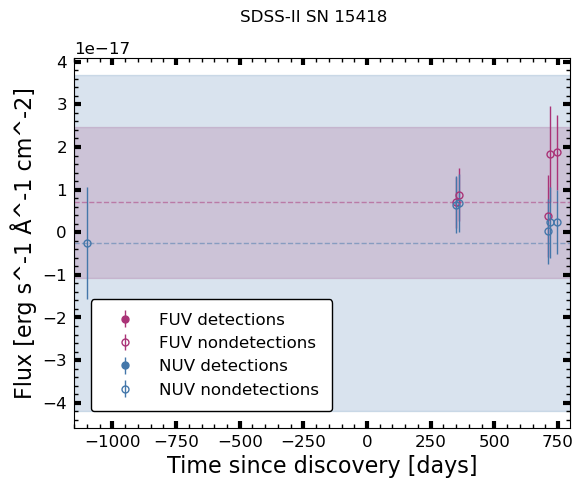 SDSS-II SN 15418
1e−17
4
3
2
1
0
−1
−2
−3
−4
Flux [erg s^-1 Å^-1 cm^-2]
FUV detections
FUV nondetections
NUV detections
NUV nondetections
−1000 −750 −500 −250 0 250 500 750
Time since discovery [days]